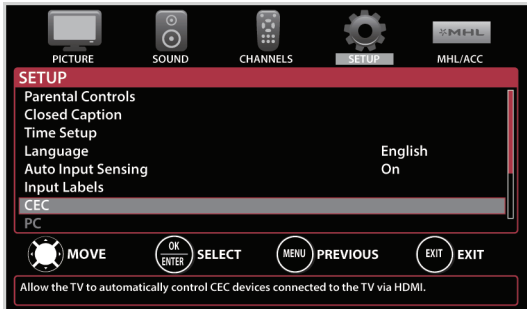 MHL
PICTURE SOUND CHANNELS SETUP MHL/ACC
SETUP
Parental Controls
Closed Caption
Time Setup
Language English
Auto Input Sensing On
Input Labels
CEC
PC
MOVE OK ENTER SELECT MENU PREVIOUS EXIT EXIT
Allow the TV to automatically control CEC devices connected to the TV via HDMI.